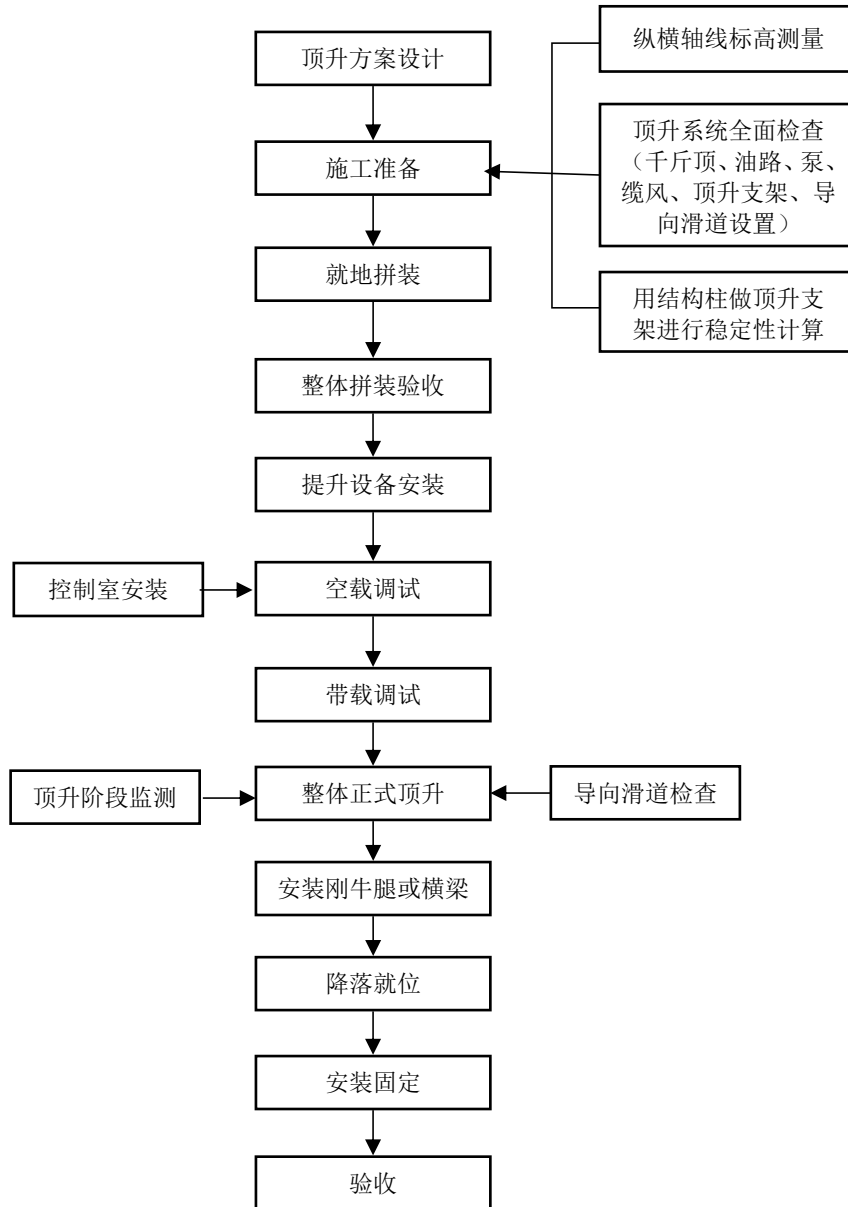 顶升方案设计
纵横轴线标高测量
施工准备
顶升系统全面检查
（千斤顶、油路、泵、
缆风、顶升支架、导
向滑道设置）
就地拼装
用结构柱做顶升支
架进行稳定性计算
整体拼装验收
提升设备安装
控制室安装
空载调试
带载调试
顶升阶段监测
整体正式顶升
导向滑道检查
安装刚牛腿或横梁
降落就位
安装固定
验收